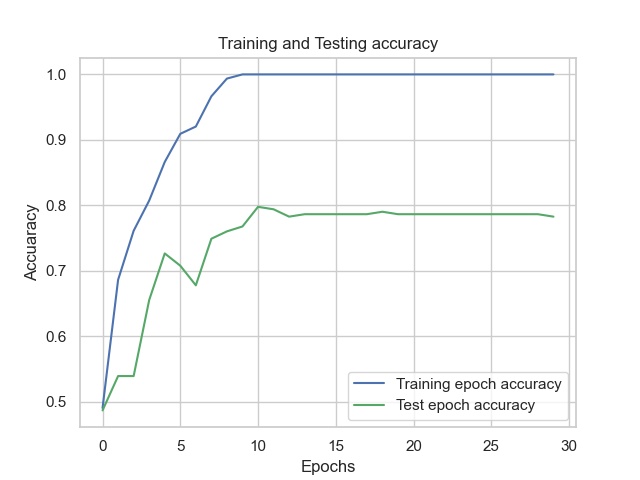 Training and Testing accuracy
1.0
0.9
0.8
0.7
0.6
0.5
Accuaracy
Training epoch accuracy
Test epoch accuracy
0 5 10 15 20 25 30
Epochs